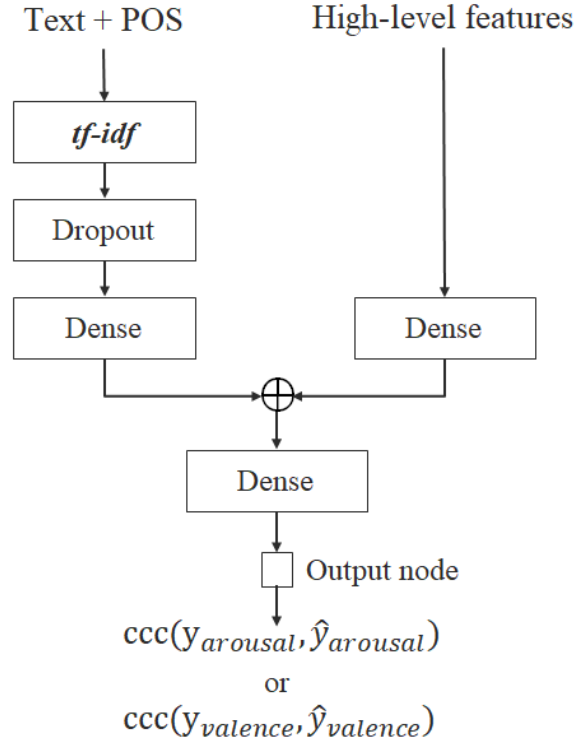 Text + POS
High-level features
tf-idf
Dropout
Dense
Dense
Dense
Output node
ccc(y_arousal, ŷ_arousal)
or
ccc(y_valence, ŷ_valence)